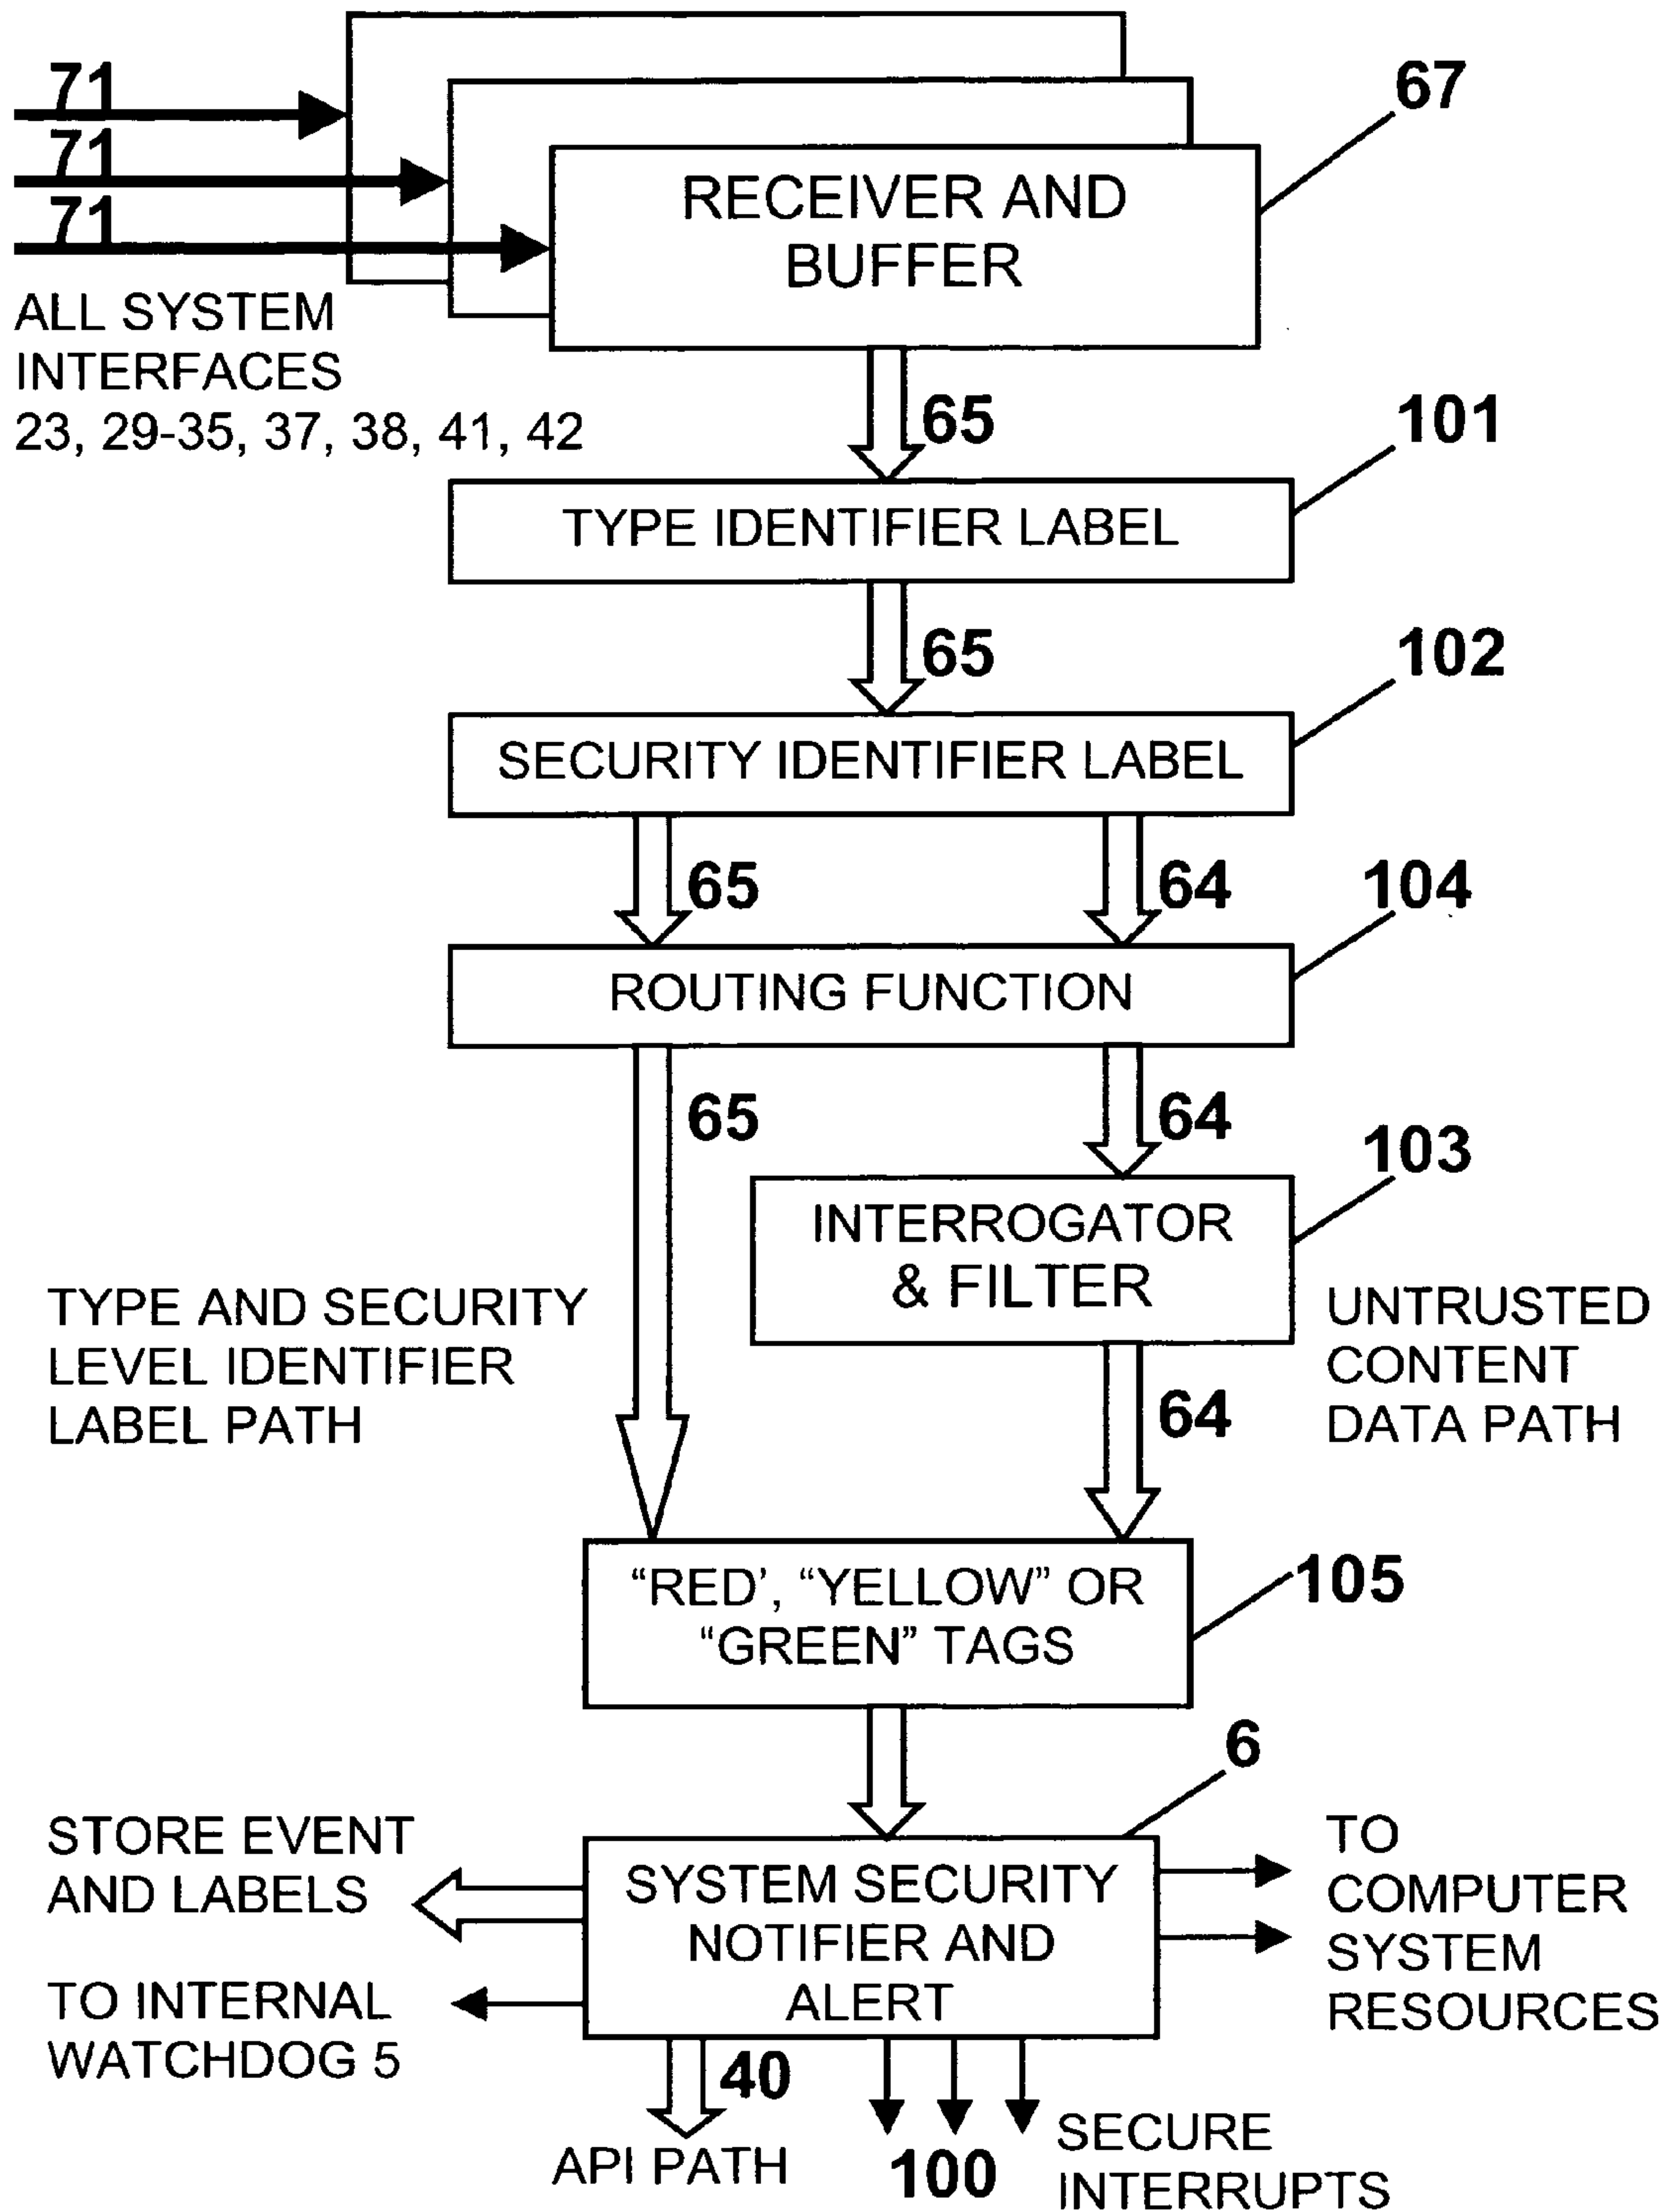 71
67
71
71
RECEIVER AND
BUFFER
ALL SYSTEM
INTERFACES
23, 29-35, 37, 38, 41, 42
65
101
TYPE IDENTIFIER LABEL
65
102
SECURITY IDENTIFIER LABEL
65
64
104
ROUTING FUNCTION
65
64
103
INTERROGATOR
& FILTER
TYPE AND SECURITY
LEVEL IDENTIFIER
LABEL PATH
UNTRUSTED
CONTENT
DATA PATH
64
“RED’, “YELLOW” OR
“GREEN” TAGS
105
6
STORE EVENT
AND LABELS
SYSTEM SECURITY
NOTIFIER AND
ALERT
TO
COMPUTER
SYSTEM
RESOURCES
TO INTERNAL
WATCHDOG 5
40
API PATH
100
SECURE
INTERRUPTS